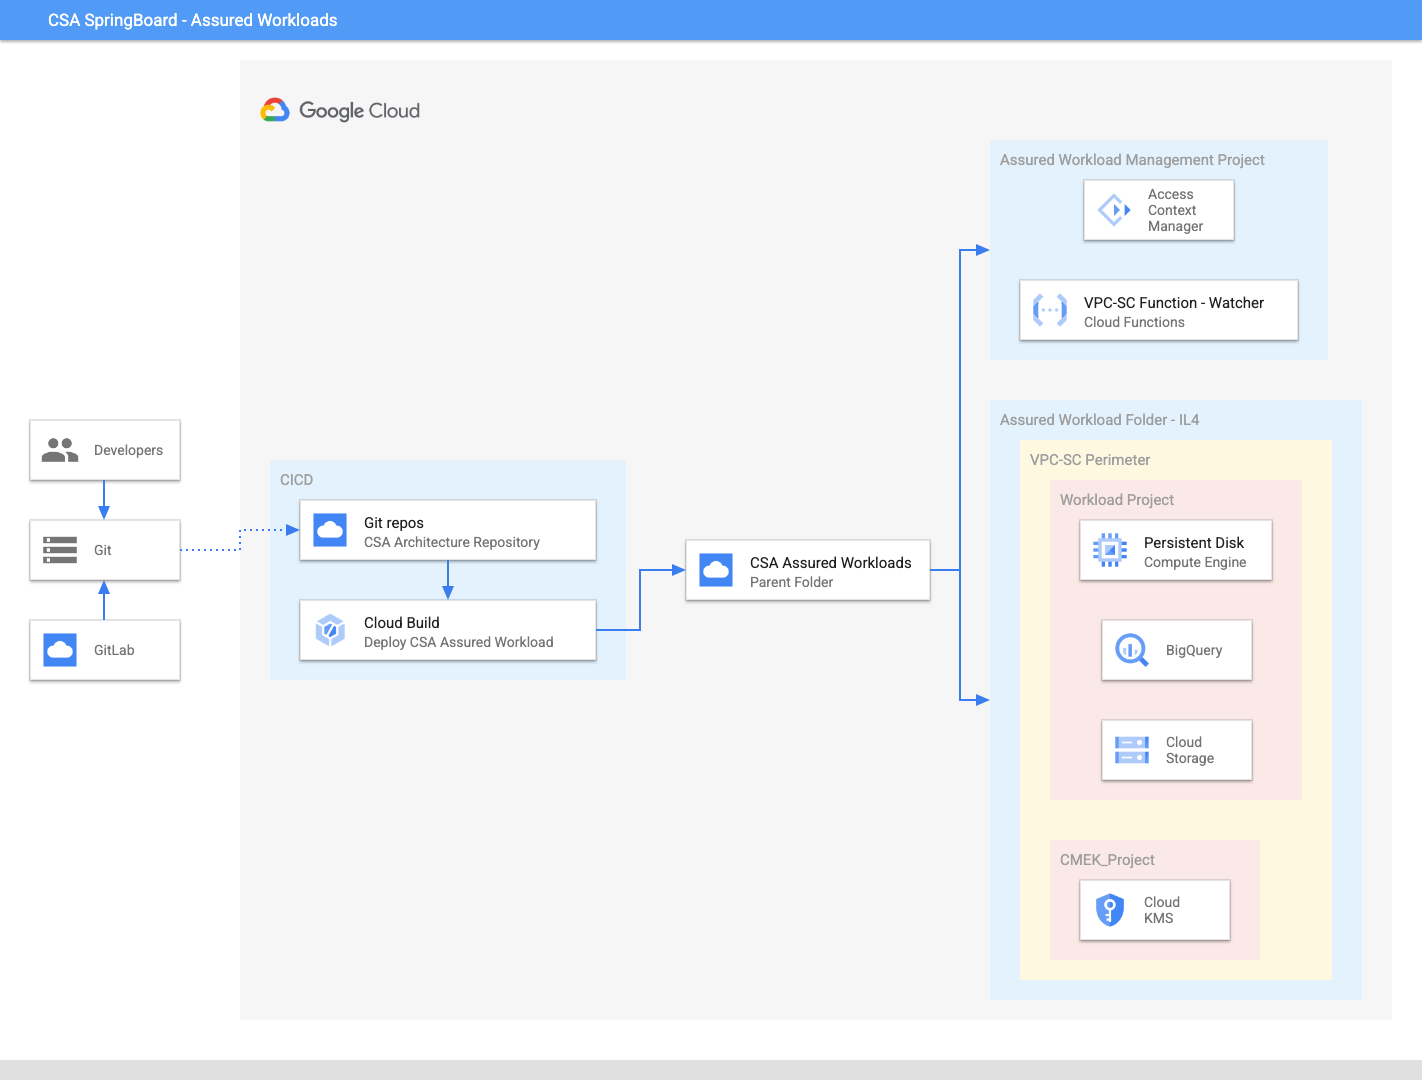 CSA SpringBoard - Assured Workloads
Google Cloud
Assured Workload Management Project
Access
Context
Manager
VPC-SC Function - Watcher
Cloud Functions
Developers
Git
GitLab
CICD
Git repos
CSA Architecture Repository
Cloud Build
Deploy CSA Assured Workload
CSA Assured Workloads
Parent Folder
Assured Workload Folder - IL4
VPC-SC Perimeter
Workload Project
Persistent Disk
Compute Engine
BigQuery
Cloud
Storage
CMEK_Project
Cloud
KMS